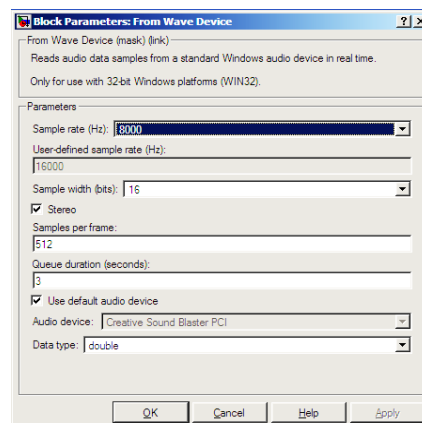 Block Parameters: From Wave Device
From Wave Device (mask) (link)
Reads audio data samples from a standard Windows audio device in real time.
Only for use with 32-bit Windows platforms (WIN32).
Parameters
Sample rate (Hz): 8000
User-defined sample rate (Hz):
16000
Sample width (bits): 16
Stereo
Samples per frame:
512
Queue duration (seconds):
3
Use default audio device
Audio device: Creative Sound Blaster PCI
Data type: double
OK Cancel Help Apply